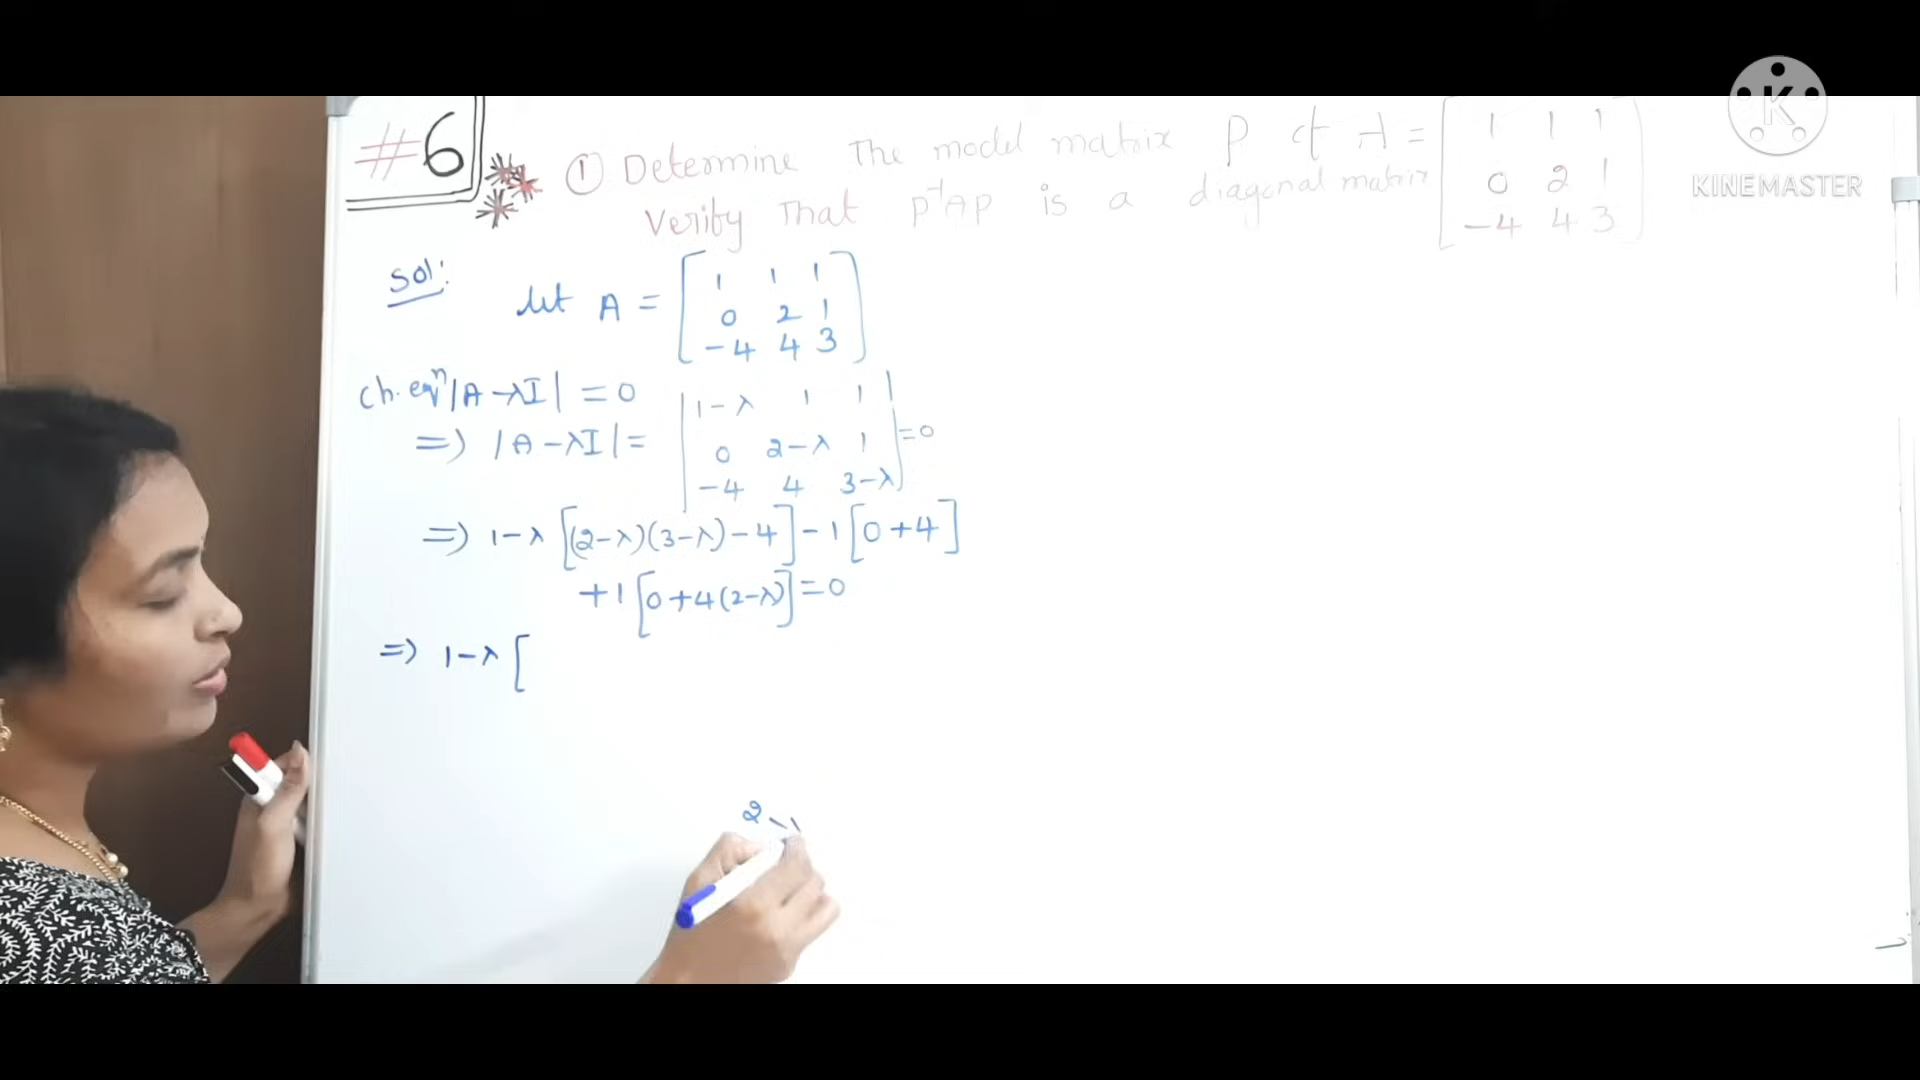 #6
① Determine The model matrix P of A = [1 1 1
0 2 1
-4 4 3]
Verify That P⁻¹AP is a diagonal matrix
KINEMASTER
Sol:
let A = [1 1 1
0 2 1
-4 4 3]
Ch. eqⁿ |A-λI| = 0
=) |A-λI| = |1-λ 1 1
0 2-λ 1
-4 4 3-λ| = 0
=) 1-λ [(2-λ)(3-λ)-4] - 1 [0+4]
+1 [0+4(2-λ)] = 0
=) 1-λ [
2-